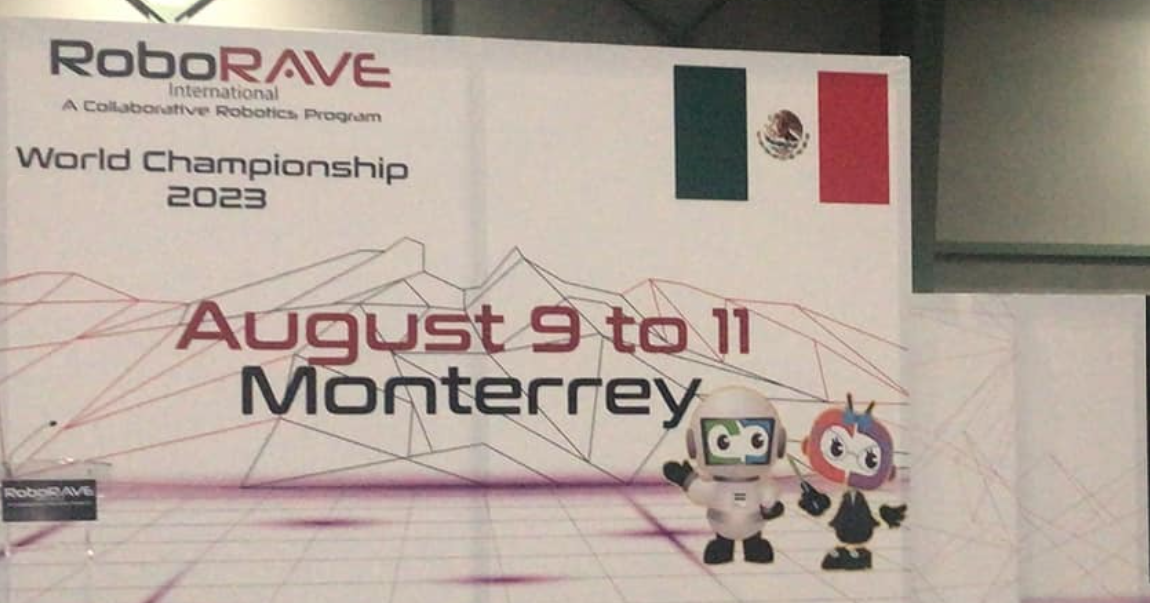 RoboRAVE
International
A Collaborative Robotics Program
World Championship
2023
August 9 to 11
Monterrey
RoboRAVE